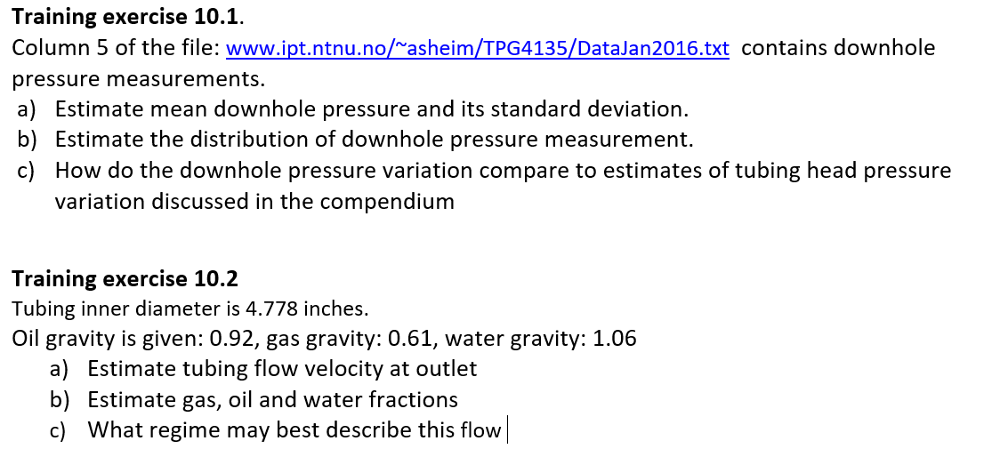 Training exercise 10.1.
Column 5 of the file: www.ipt.ntnu.no/~asheim/TPG4135/DataJan2016.txt contains downhole
pressure measurements.
a) Estimate mean downhole pressure and its standard deviation.
b) Estimate the distribution of downhole pressure measurement.
c) How do the downhole pressure variation compare to estimates of tubing head pressure
variation discussed in the compendium
Training exercise 10.2
Tubing inner diameter is 4.778 inches.
Oil gravity is given: 0.92, gas gravity: 0.61, water gravity: 1.06
a) Estimate tubing flow velocity at outlet
b) Estimate gas, oil and water fractions
c) What regime may best describe this flow